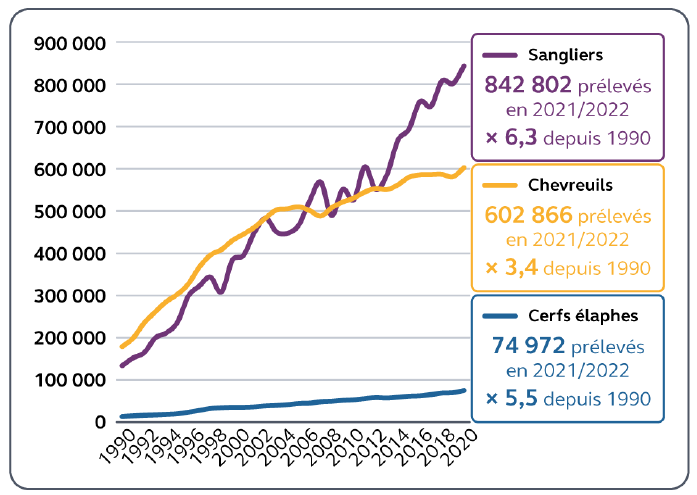 900 000
800 000
700 000
600 000
500 000
400 000
300 000
200 000
100 000
0
1990
1992
1994
1996
1998
2000
2002
2004
2006
2008
2010
2012
2014
2016
2018
2020
Sangliers
842 802 prélevés
en 2021/2022
× 6,3 depuis 1990
Chevreuils
602 866 prélevés
en 2021/2022
× 3,4 depuis 1990
Cerfs élaphes
74 972 prélevés
en 2021/2022
× 5,5 depuis 1990